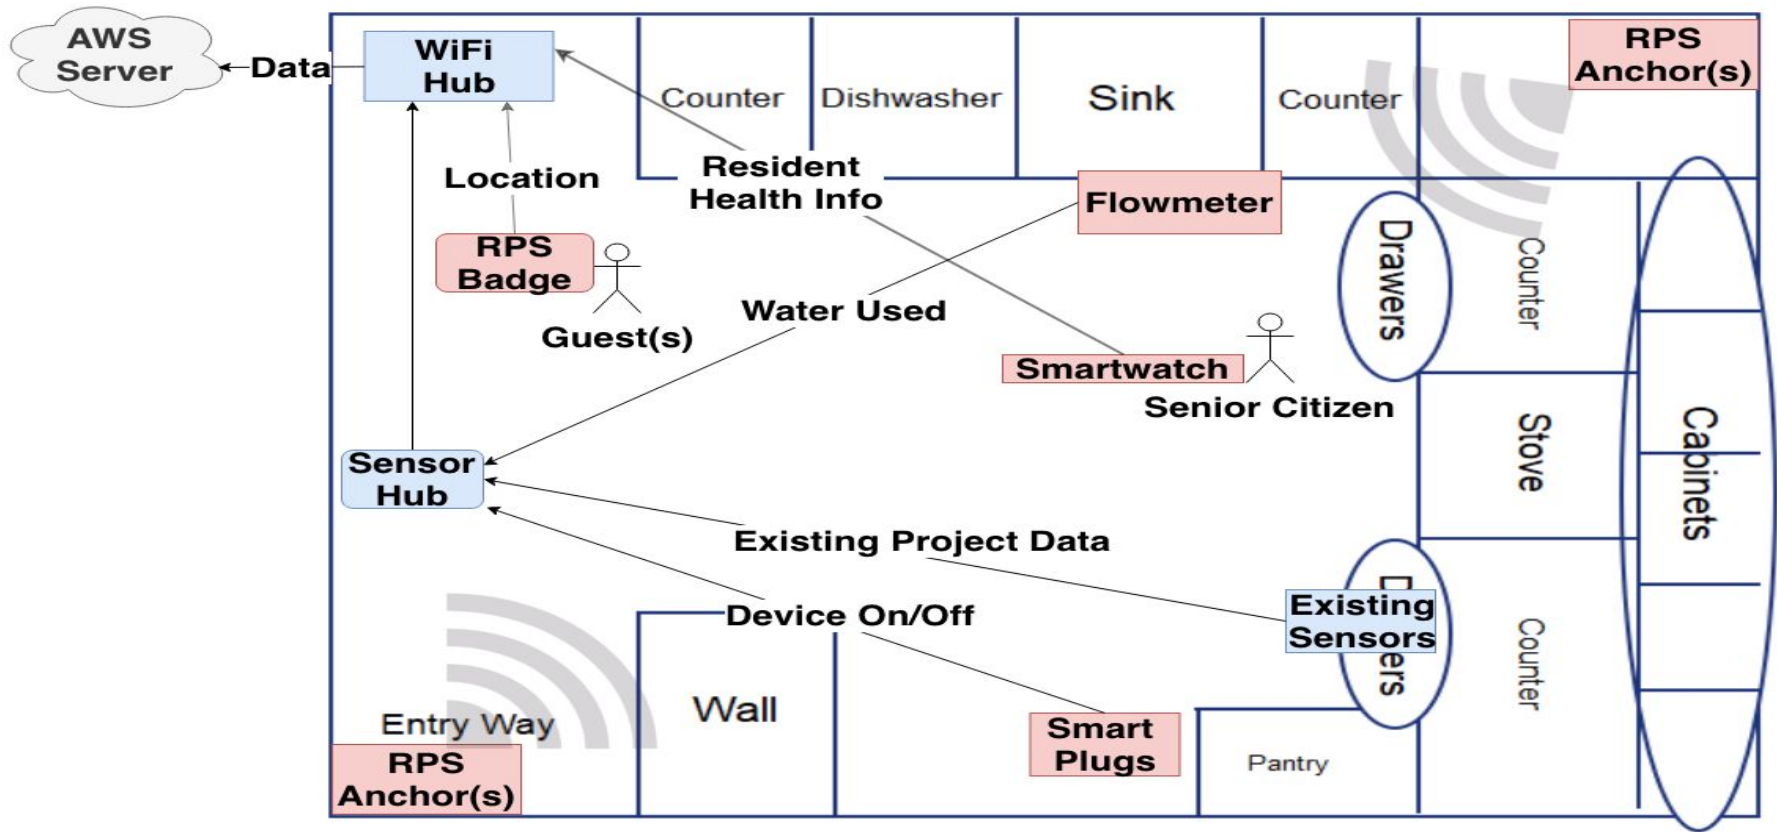 AWS
Server
Data
WiFi
Hub
Counter
Dishwasher
Sink
Counter
RPS
Anchor(s)
Location
Resident
Health Info
Flowmeter
RPS
Badge
Guest(s)
Water Used
Drawers
Counter
Smartwatch
Senior Citizen
Sensor
Hub
Stove
Cabinets
Existing Project Data
Device On/Off
Existing
Sensors
Counter
Entry Way
Wall
RPS
Anchor(s)
Smart
Plugs
Pantry